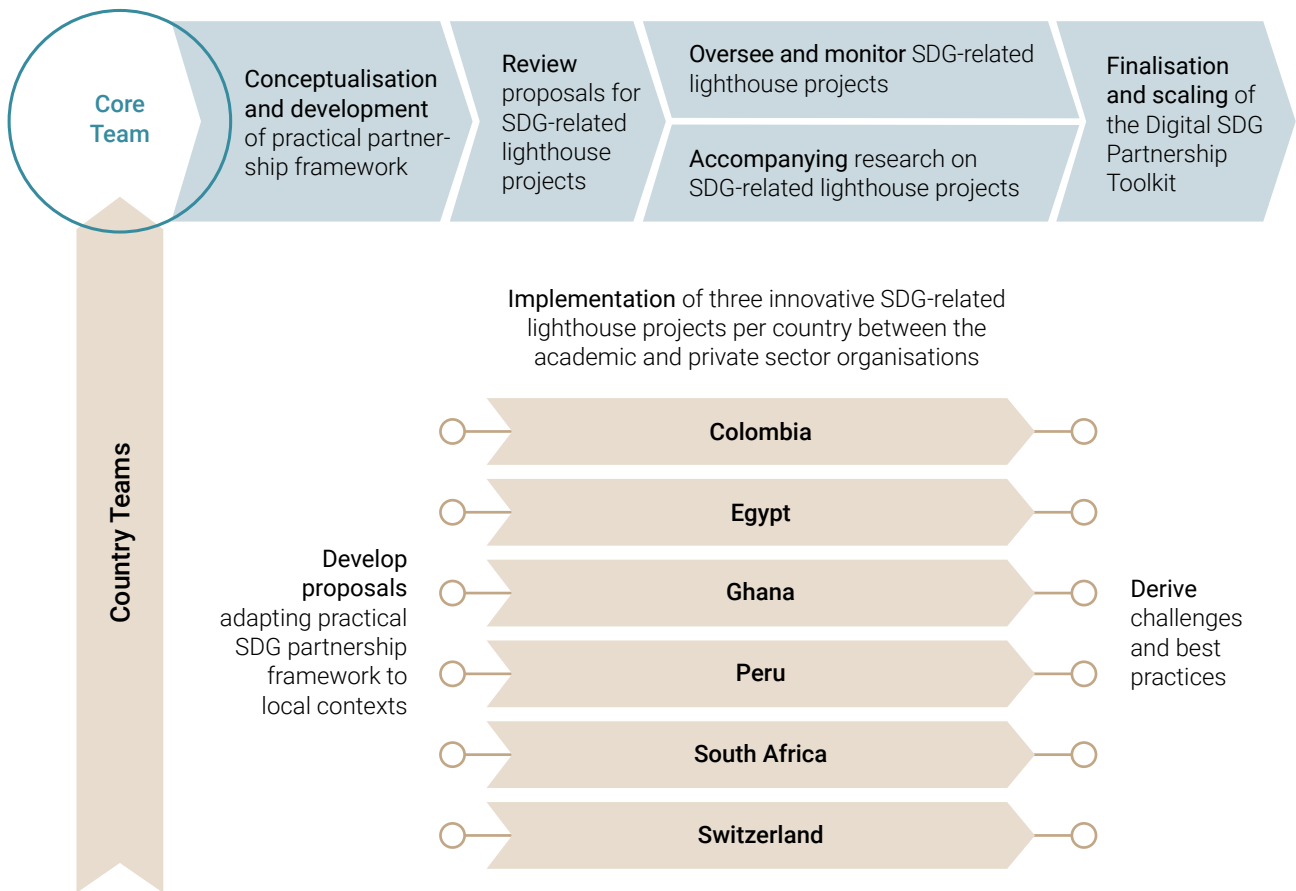 Core
Team
Conceptualisation
and development
of practical partner-
ship framework
Review
proposals for
SDG-related
lighthouse
projects
Oversee and monitor SDG-related
lighthouse projects
Accompanying research on
SDG-related lighthouse projects
Finalisation
and scaling of
the Digital SDG
Partnership
Toolkit
Country Teams
Implementation of three innovative SDG-related
lighthouse projects per country between the
academic and private sector organisations
Develop
proposals
adapting practical
SDG partnership
framework to
local contexts
Colombia
Egypt
Ghana
Peru
South Africa
Switzerland
Derive
challenges
and best
practices